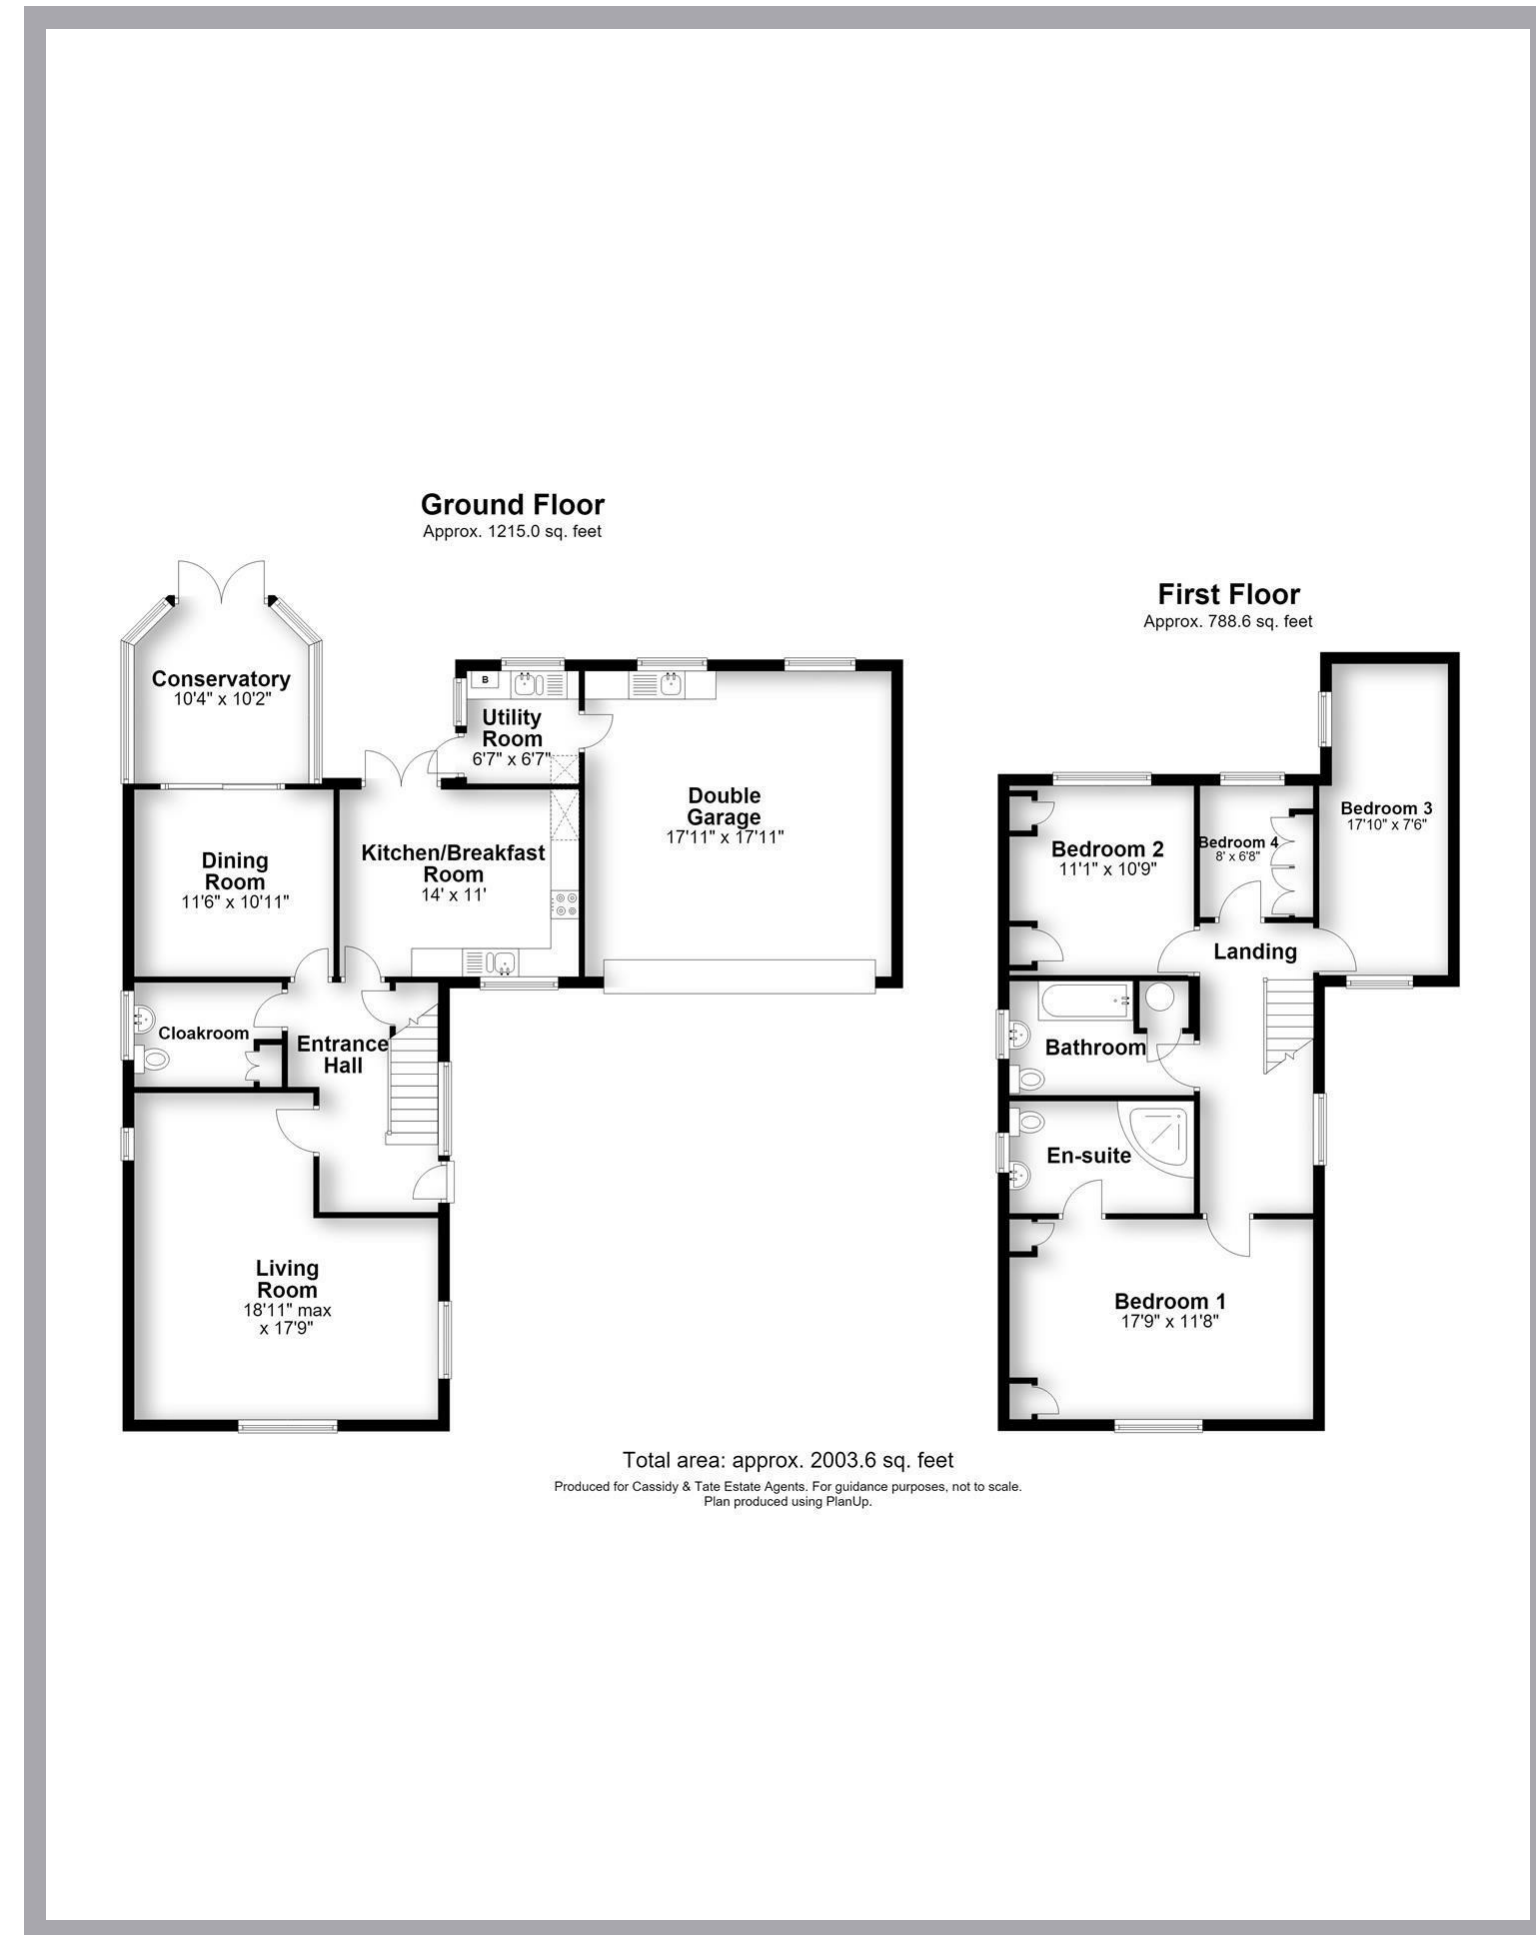 Ground Floor
Approx. 1215.0 sq. feet
Conservatory
10'4" x 10'2"
B
Utility
Room
6'7" x 6'7"
Double
Garage
17'11" x 17'11"
Dining
Room
11'6" x 10'11"
Kitchen/Breakfast
Room
14' x 11'
Cloakroom
Entrance
Hall
Living
Room
18'11" max
x 17'9"
First Floor
Approx. 788.6 sq. feet
Bedroom 3
17'10" x 7'6"
Bedroom 2
11'1" x 10'9"
Bedroom 4
8' x 6'8"
Landing
Bathroom
En-suite
Bedroom 1
17'9" x 11'8"
Total area: approx. 2003.6 sq. feet
Produced for Cassidy & Tate Estate Agents. For guidance purposes, not to scale.
Plan produced using PlanUp.